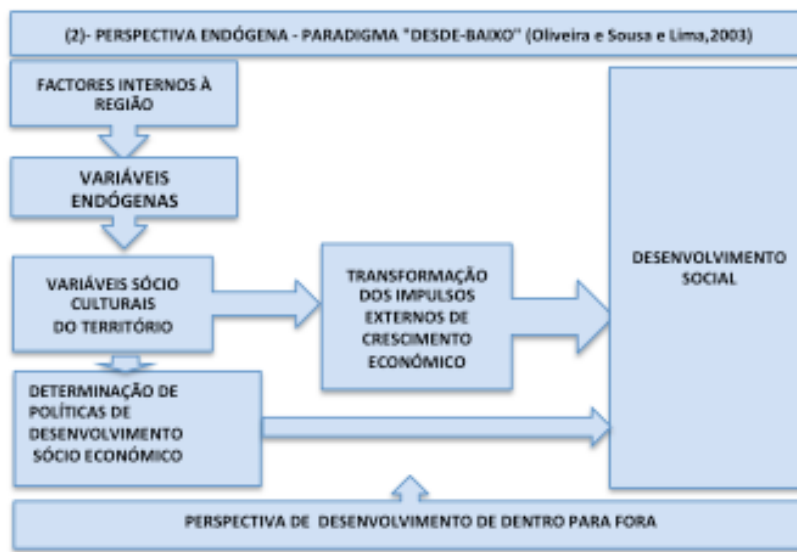 (2)- PERSPECTIVA ENDÓGENA - PARADIGMA "DESDE-BAIXO" (Oliveira e Sousa e Lima,2003)
FACTORES INTERNOS À
REGIÃO
VARIÁVEIS
ENDÓGENAS
VARIÁVEIS SÓCIO
CULTURAIS
DO TERRITÓRIO
TRANSFORMAÇÃO
DOS IMPULSOS
EXTERNOS DE
CRESCIMENTO
ECONÓMICO
DESENVOLVIMENTO
SOCIAL
DETERMINAÇÃO DE
POLÍTICAS DE
DESENVOLVIMENTO
SÓCIO ECONÓMICO
PERSPECTIVA DE DESENVOLVIMENTO DE DENTRO PARA FORA